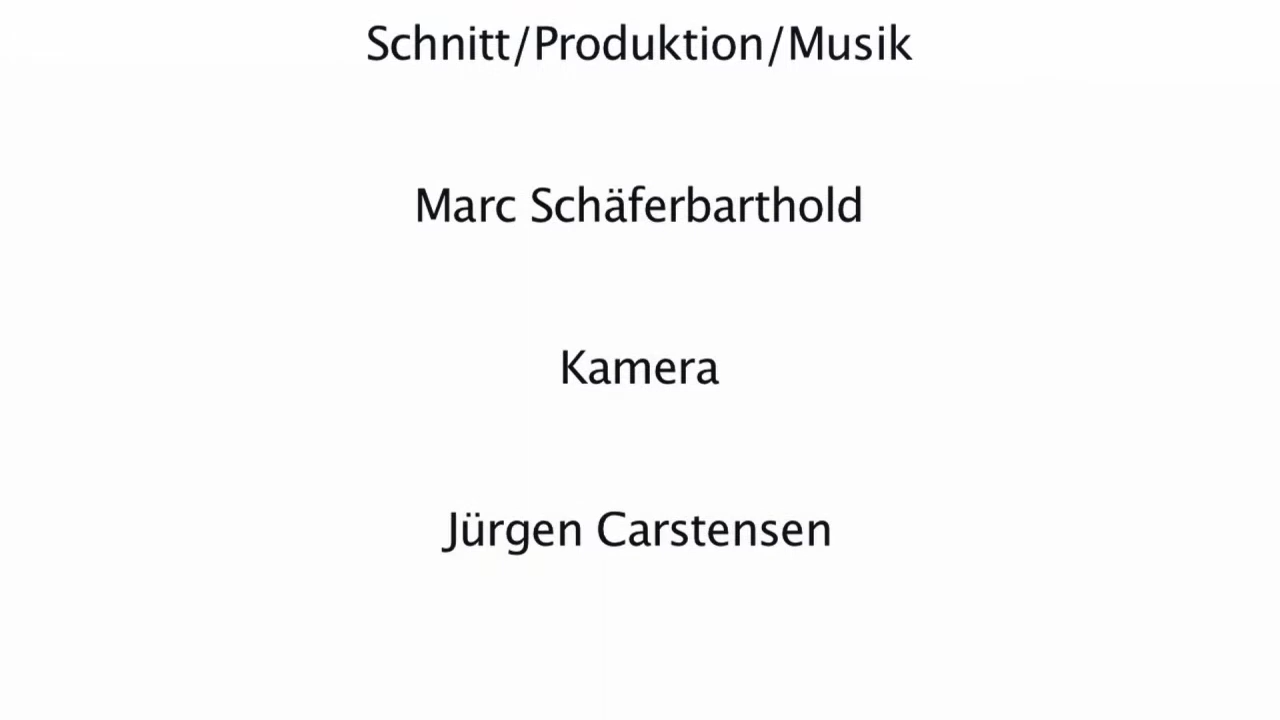 Schnitt/Produktion/Musik
Marc Schäferbarthold
Kamera
Jürgen Carstensen